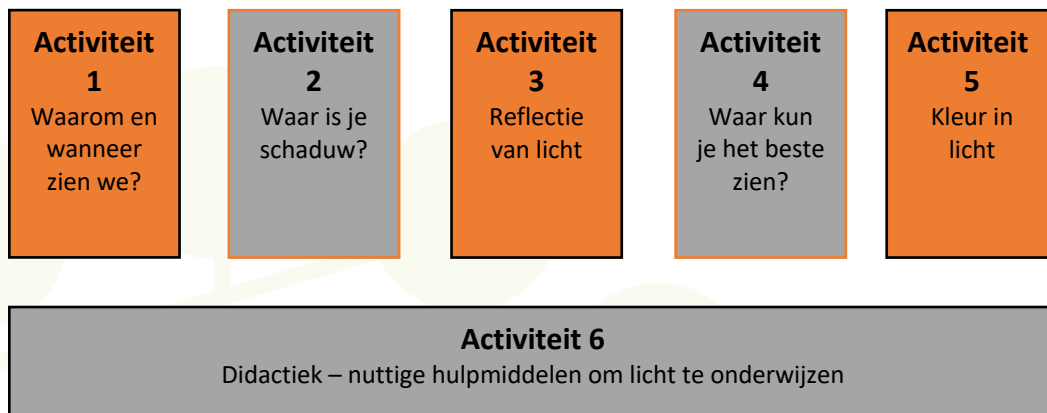 Activiteit
1
Waarom en
wanneer
zien we?
Activiteit
2
Waar is je
schaduw?
Activiteit
3
Reflectie
van licht
Activiteit
4
Waar kun
je het beste
zien?
Activiteit
5
Kleur in
licht
Activiteit 6
Didactiek – nuttige hulpmiddelen om licht te onderwijzen